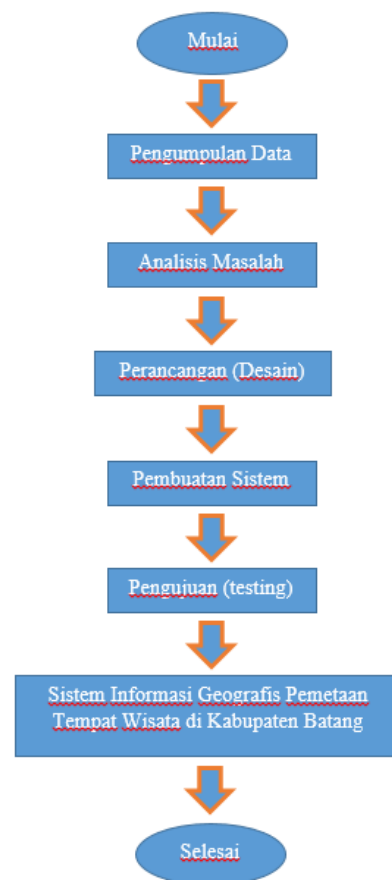 Mulai
Pengumpulan Data
Analisis Masalah
Perancangan (Desain)
Pembuatan Sistem
Pengujuan (testing)
Sistem Informasi Geografis Pemetaan
Tempat Wisata di Kabupaten Batang
Selesai